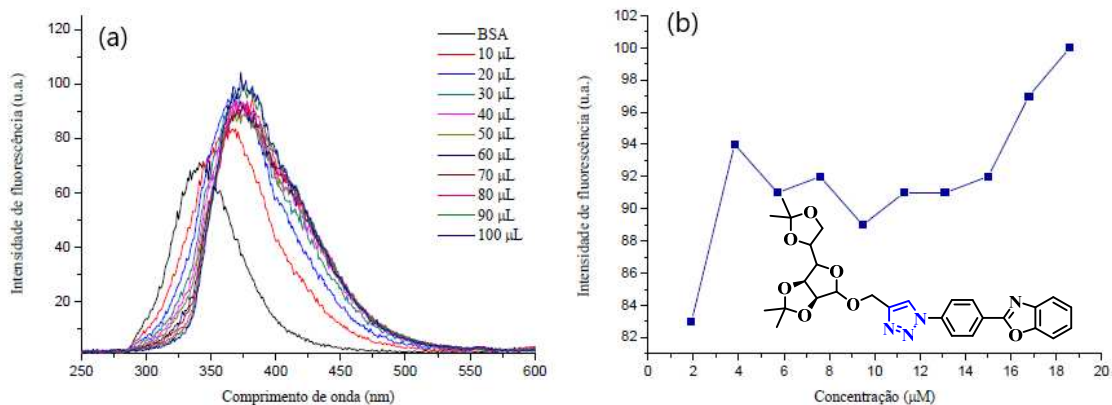 (a)
Intensidade de fluorescência (u.a.)
120
100
80
60
40
20
250 300 350 400 450 500 550 600
Comprimento de onda (nm)
BSA
10 µL
20 µL
30 µL
40 µL
50 µL
60 µL
70 µL
80 µL
90 µL
100 µL
(b)
Intensidade de fluorescência (u.a.)
102
100
98
96
94
92
90
88
86
84
82
0 2 4 6 8 10 12 14 16 18 20
Concentração (µM)
O
O
O
O
O
O
N
N
N
N
O